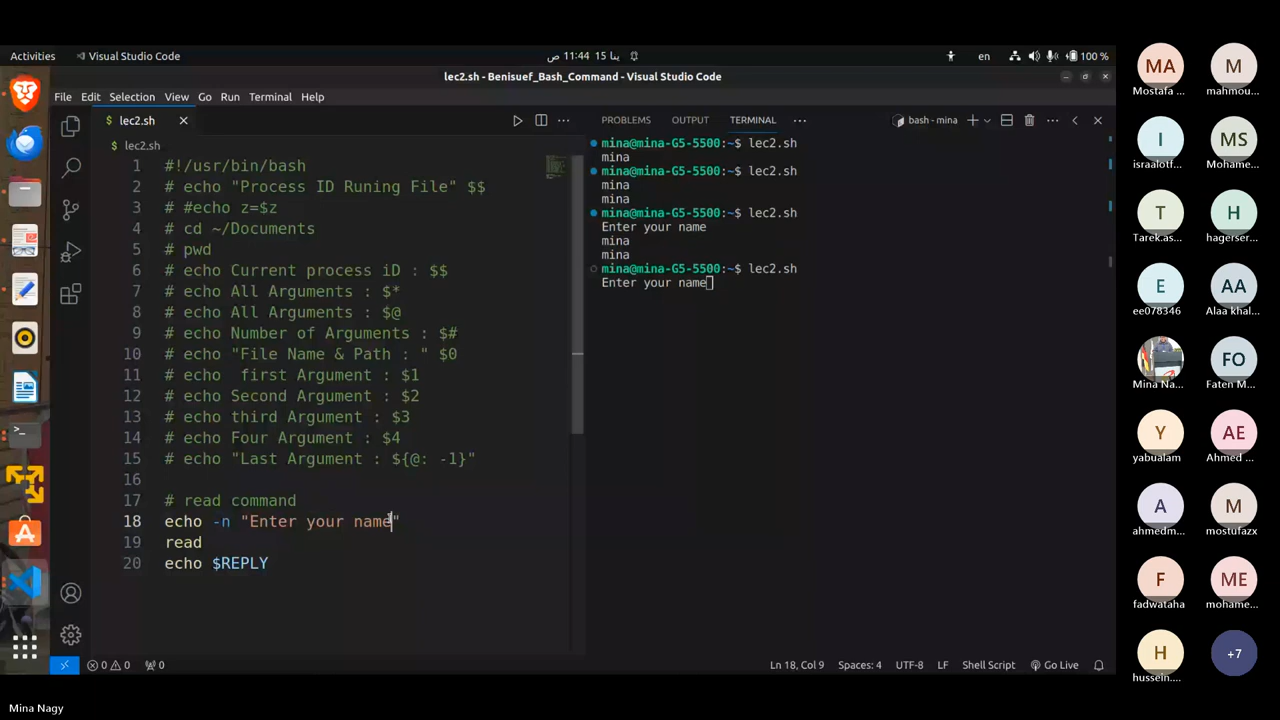 Activities
Visual Studio Code
ص 11:44 15 ينا
en
100 %
lec2.sh - Benisuef_Bash_Command - Visual Studio Code
File Edit Selection View Go Run Terminal Help
lec2.sh
lec2.sh
1 #!/usr/bin/bash
2 # echo "Process ID Runing File" $$
3 # #echo z=$z
4 # cd ~/Documents
5 # pwd
6 # echo Current process iD : $$
7 # echo All Arguments : $*
8 # echo All Arguments : $@
9 # echo Number of Arguments : $#
10 # echo "File Name & Path : " $0
11 # echo  first Argument : $1
12 # echo Second Argument : $2
13 # echo third Argument : $3
14 # echo Four Argument : $4
15 # echo "Last Argument : ${@: -1}"
16
17 # read command
18 echo -n "Enter your name"
19 read
20 echo $REPLY
PROBLEMS OUTPUT TERMINAL
bash - mina
mina@mina-G5-5500:~$ lec2.sh
mina
mina@mina-G5-5500:~$ lec2.sh
mina
mina
mina@mina-G5-5500:~$ lec2.sh
Enter your name
mina
mina
mina@mina-G5-5500:~$ lec2.sh
Enter your name
0 0 0
Ln 18, Col 9 Spaces: 4 UTF-8 LF Shell Script Go Live
MA
Mostafa ...
M
mahmou...
I
israalotf...
MS
Mohame...
T
Tarek.as...
H
hagerser...
E
ee078346
AA
Alaa khal...
Mina Na...
FO
Faten M...
Y
yabualam
AE
Ahmed ...
A
ahmedm...
M
mostufazx
F
fadwataha
ME
mohame...
H
hussein....
+7
Mina Nagy